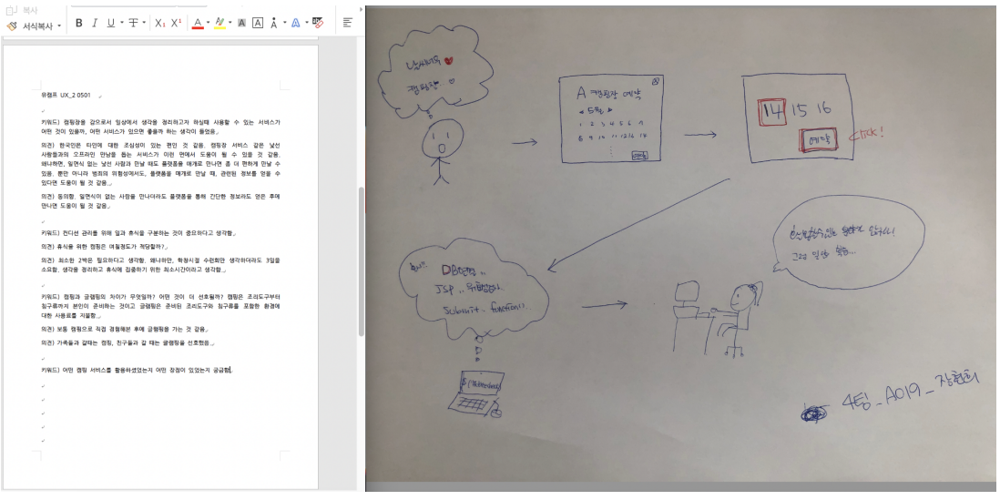 복사
서식복사
유캠프 UX_2 0501
키워드) 캠핑장을 감으로서 일상에서 생각을 정리하고자 하실때 사용할 수 있는 서비스가
어떤 것이 있을까, 어떤 서비스가 있으면 좋을까 하는 생각이 들었음.
의견) 한국인은 타인에 대한 조심성이 있는 편인 것 같음. 캠핑장 서비스 같은 낯선
사람들과의 오프라인 만남을 돕는 서비스가 이런 면에서 도움이 될 수 있을 것 같음.
왜냐하면, 일면식 없는 낯선 사람과 만날 때도 플랫폼을 매개로 만나면 좀 더 편하게 만날 수
있음. 뿐만 아니라 범죄의 위험성에서도, 플랫폼을 매개로 만날 때, 관련된 정보를 얻을 수
있다면 도움이 될 것 같음.
의견) 동의함. 일면식이 없는 사람을 만나더라도 플랫폼을 통해 간단한 정보라도 얻은 후에
만나면 도움이 될 것 같음.
키워드) 컨디션 관리를 위해 일과 휴식을 구분하는 것이 중요하다고 생각함.
의견) 휴식을 위한 캠핑은 며칠정도가 적당할까?
의견) 최소한 2박은 필요하다고 생각함. 왜냐하면, 학창시절 수련회만 생각하더라도 3일을
소요함. 생각을 정리하고 휴식에 집중하기 위한 최소시간이라고 생각함.
키워드) 캠핑과 글램핑의 차이가 무엇일까? 어떤 것이 더 선호될까? 캠핑은 조리도구부터
침구류까지 본인이 준비하는 것이고 글램핑은 준비된 조리도구와 침구류를 포함한 환경에
대한 사용료를 지불함.
의견) 보통 캠핑으로 직접 경험해본 후에 글램핑을 가는 것 같음.
의견) 가족들과 갈때는 캠핑, 친구들과 갈 때는 글램핑을 선호했음.
키워드) 어떤 캠핑 서비스를 활용하셨었는지 어떤 장점이 있었는지 궁금함
캠핑장
A 캠핑장 예약
< 5월 >
1 2 3 4 5 6 7
8 9 10 11 12 13 14
예약
14 15 16
예약
click!
DB연결..
JSP..
Submit.. function!?
4팀_A019_장현희